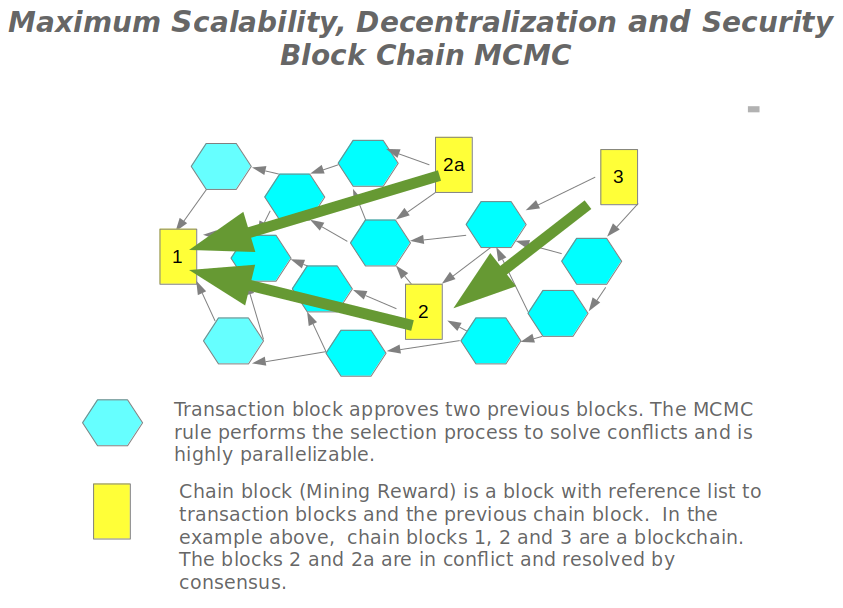 Maximum Scalability, Decentralization and Security
Block Chain MCMC
2a
3
1
2
Transaction block approves two previous blocks. The MCMC
rule performs the selection process to solve conflicts and is
highly parallelizable.
Chain block (Mining Reward) is a block with reference list to
transaction blocks and the previous chain block.  In the
example above,  chain blocks 1, 2 and 3 are a blockchain.
The blocks 2 and 2a are in conflict and resolved by
consensus.